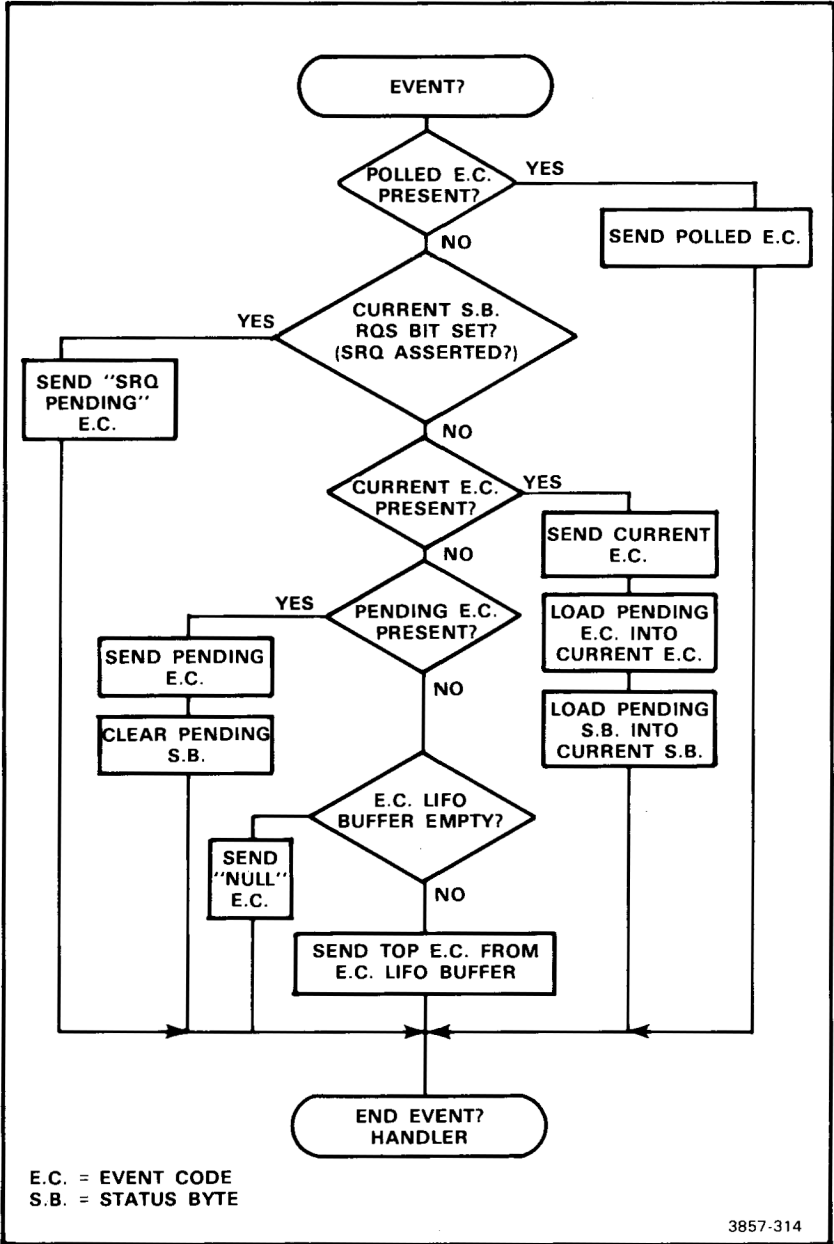 EVENT?
POLLED E.C.
PRESENT?
YES
NO
SEND POLLED E.C.
CURRENT S.B.
RQS BIT SET?
(SRQ ASSERTED?)
YES
SEND "SRQ
PENDING"
E.C.
NO
CURRENT E.C.
PRESENT?
YES
SEND CURRENT
E.C.
LOAD PENDING
E.C. INTO
CURRENT E.C.
LOAD PENDING
S.B. INTO
CURRENT S.B.
NO
PENDING E.C.
PRESENT?
YES
SEND PENDING
E.C.
CLEAR PENDING
S.B.
NO
E.C. LIFO
BUFFER EMPTY?
SEND
"NULL"
E.C.
NO
SEND TOP E.C. FROM
E.C. LIFO BUFFER
END EVENT?
HANDLER
E.C. = EVENT CODE
S.B. = STATUS BYTE
3857-314